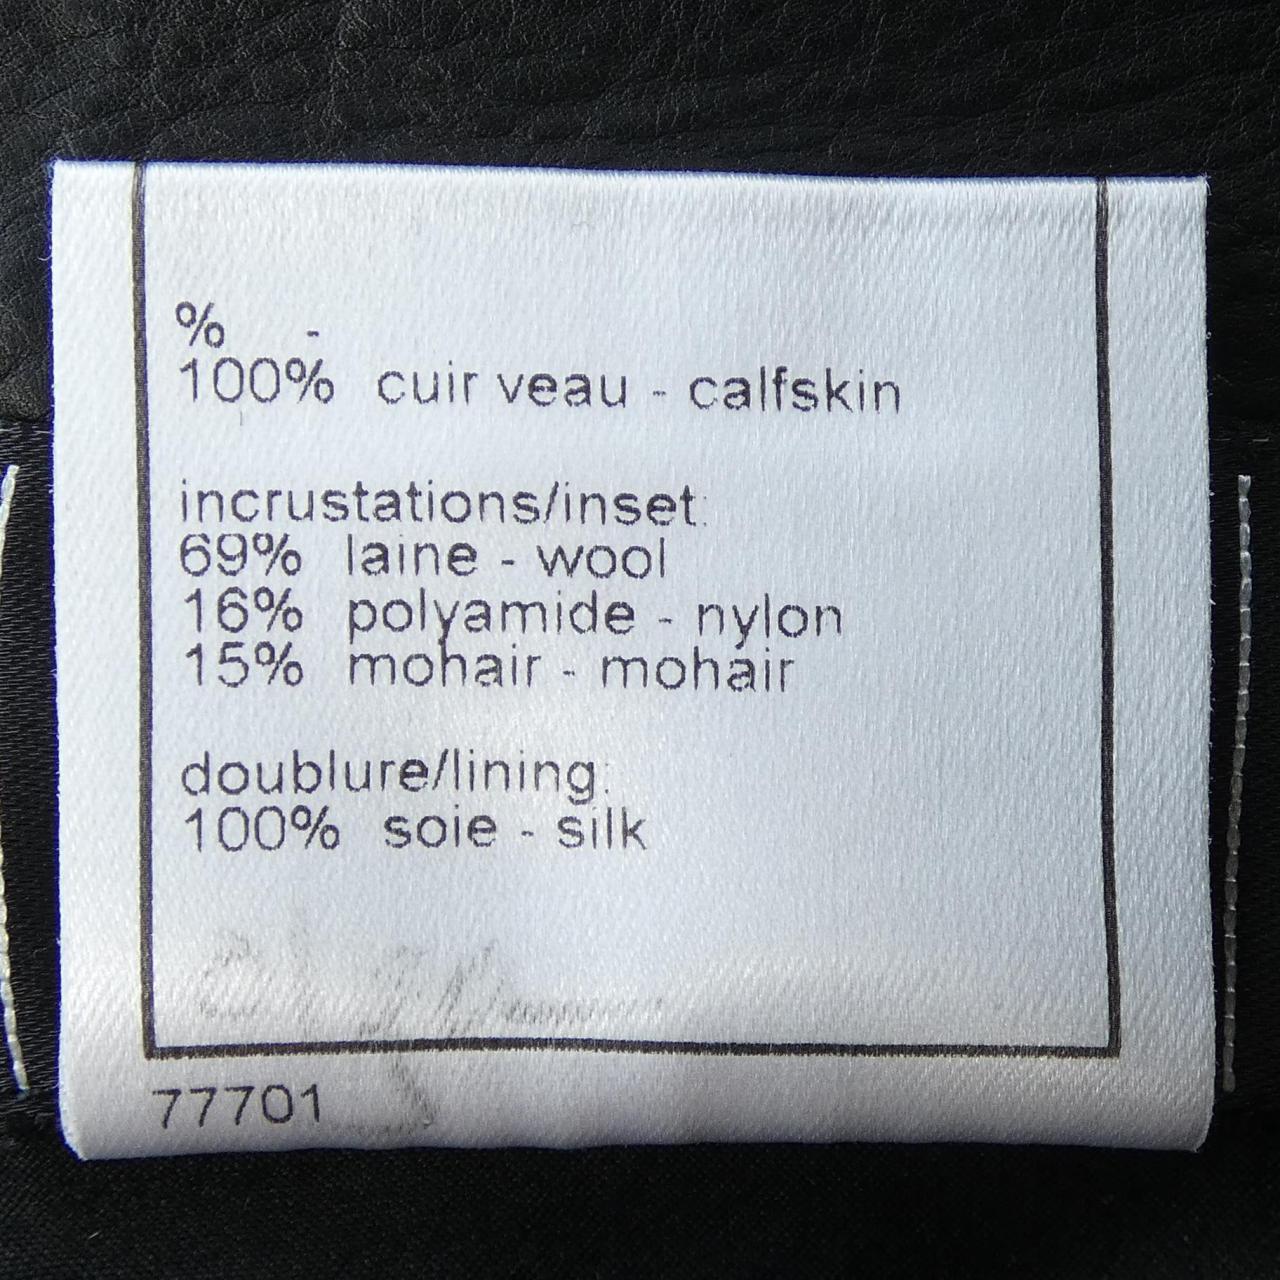 % -
100% cuir veau - calfskin
incrustations/inset:
69% laine - wool
16% polyamide - nylon
15% mohair - mohair
doublure/lining:
100% soie - silk
77701